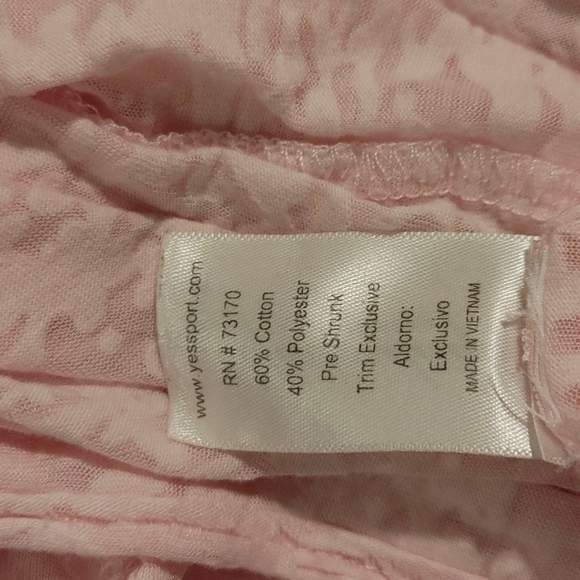 www.yessport.com
RN # 73170
60% Cotton
40% Polyester
Pre Shrunk
Trim Exclusive
Aldorno:
Exclusivo
MADE IN VIETNAM